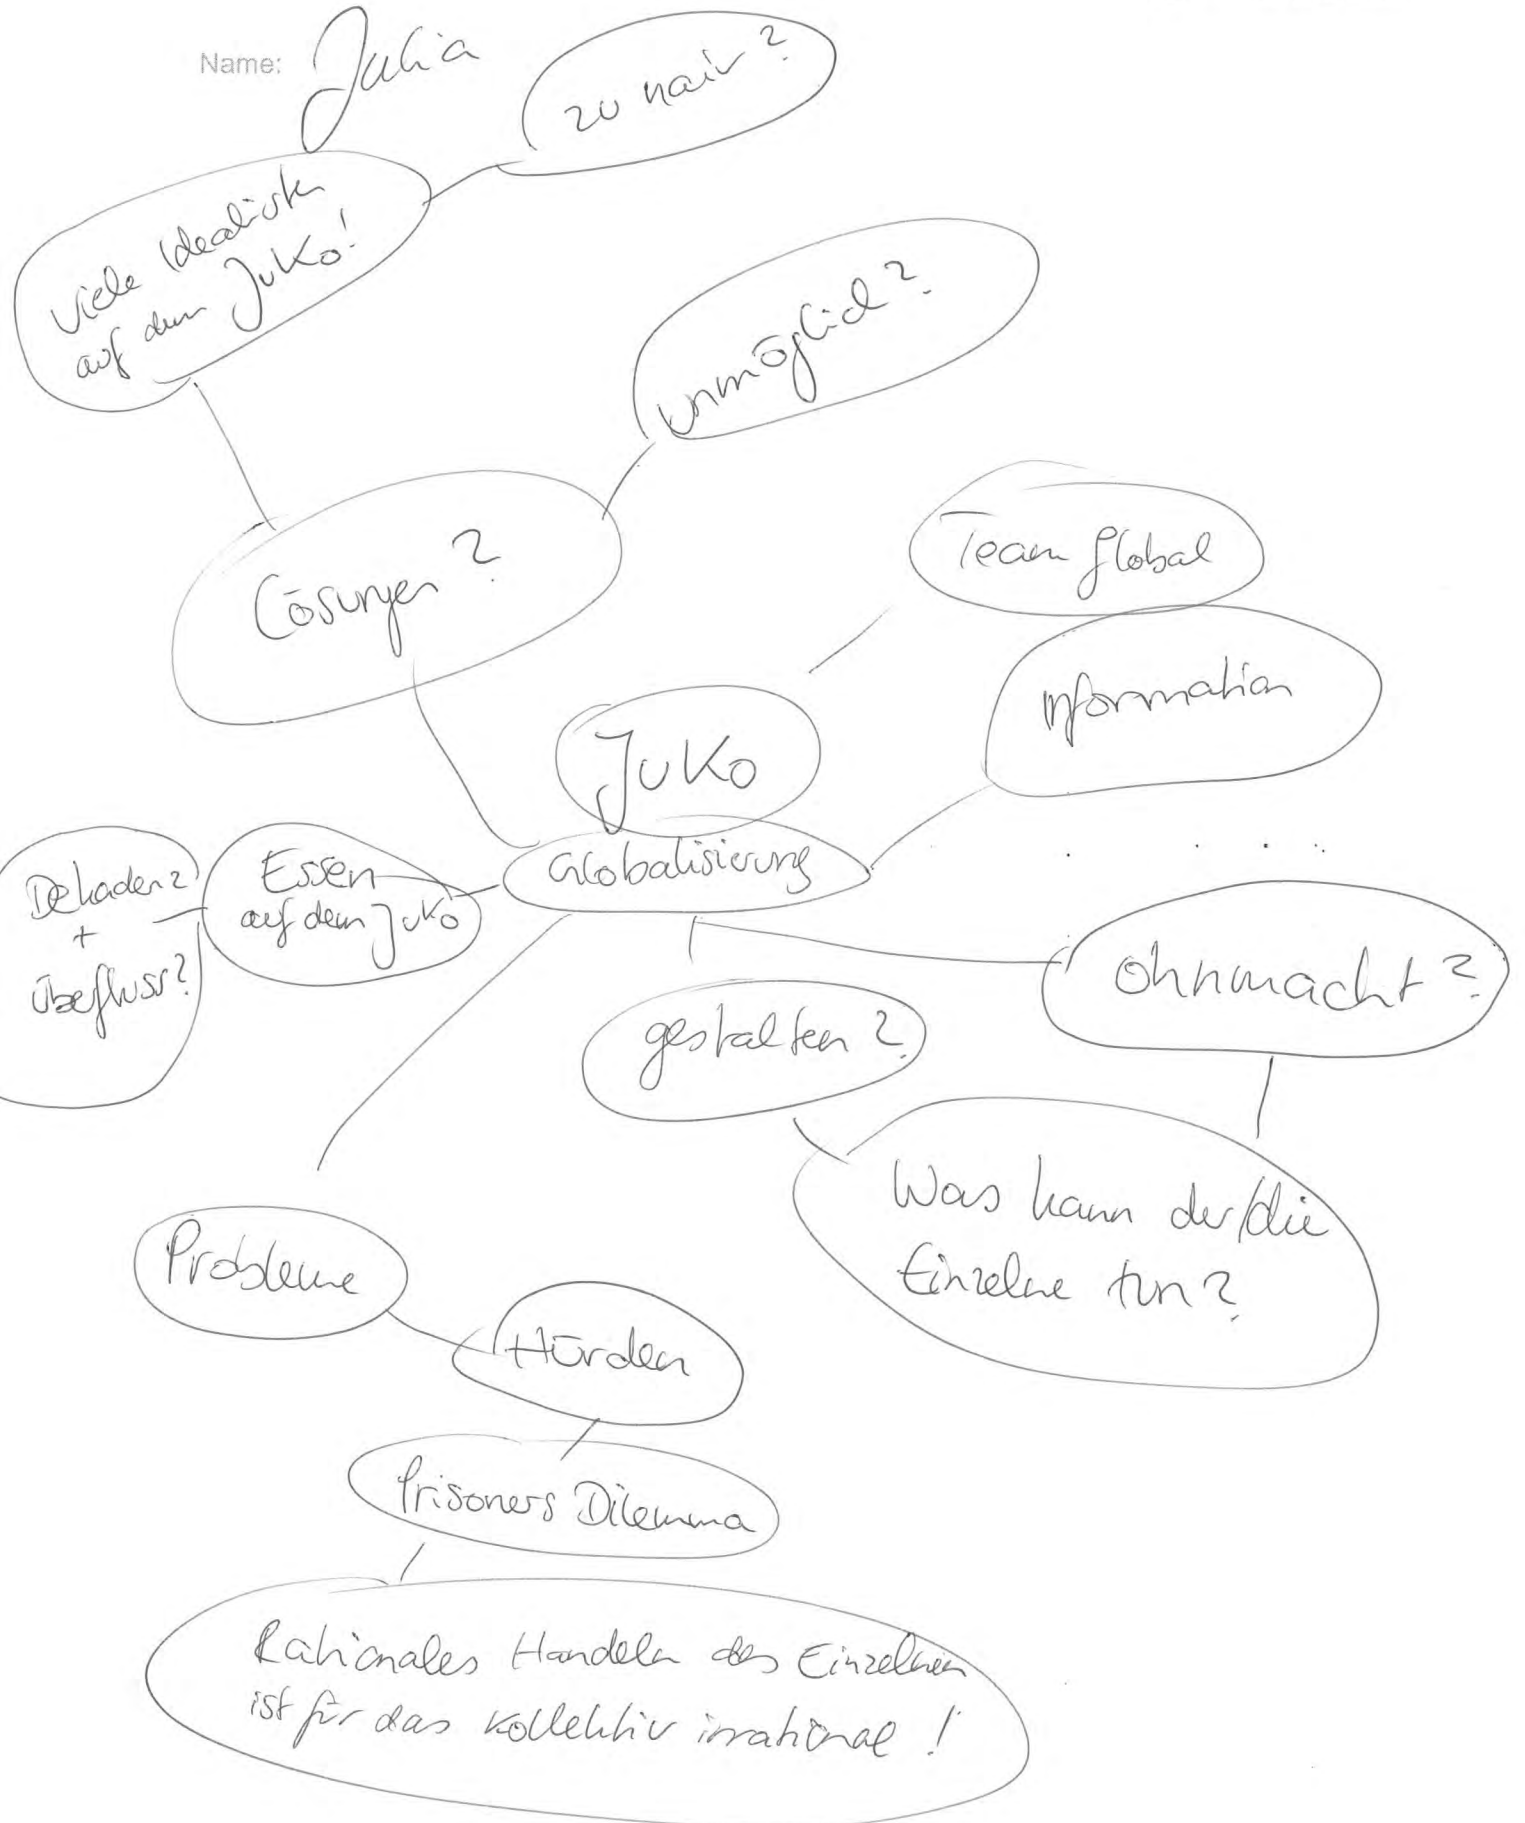 Name: Julia
zu naiv?
viele Idealisten
auf dem JuKo!
unmöglich?
Lösungen?
Team global
Information
JuKo
Globalisierung
Essen
auf dem JuKo
Dekadenz
+
Überfluss?
Ohnmacht?
gestalten?
Was kann der/die
Einzelne tun?
Probleme
Hürden
Prisoners Dilemma
Rationales Handeln des Einzelnen
ist für das Kollektiv irrational!